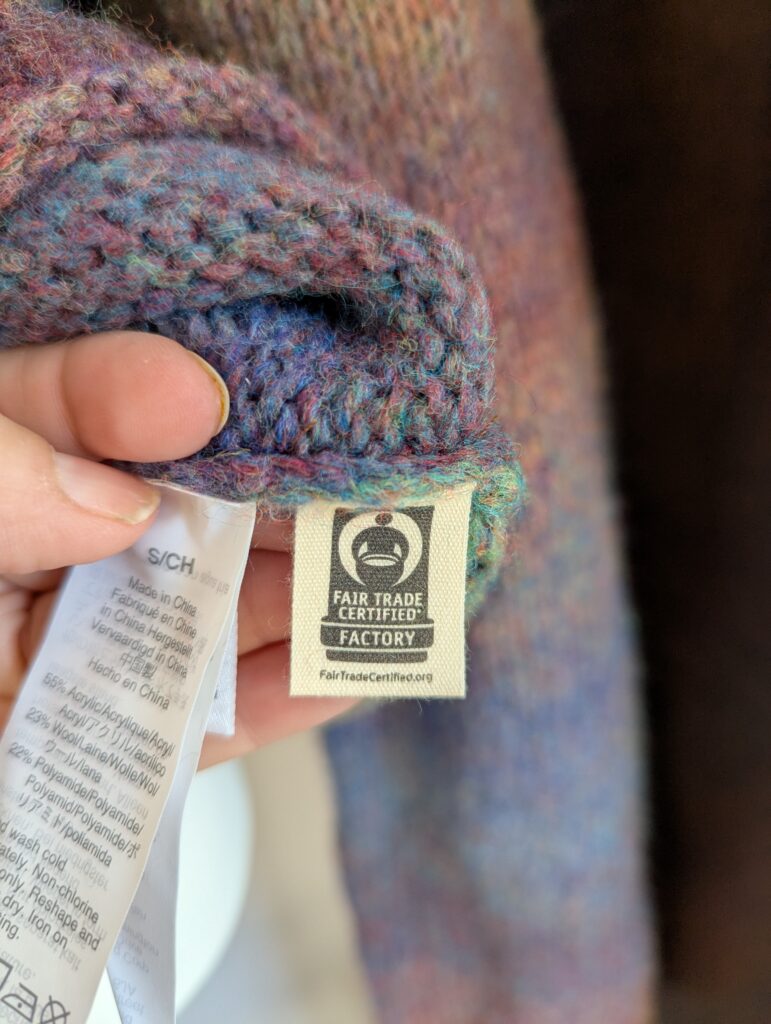 S/CH
Made in China
Fabriqué en Chine
in China Hergestellt
Vervaardigd in China
中国製
Hecho en China
55% Acrylic/Acrylique/Acryl
Acryl/アクリル/acrílico
23% Wool/Laine/Wolle/Wol
ウール/lana
22% Polyamide/Polyamide/
Polyamid/Polyamide/ポ
リアミド/poliamida
wash cold
Non-chlorine
only. Reshape and
dry. Iron on
FAIR TRADE
CERTIFIED
FACTORY
FairTradeCertified.org